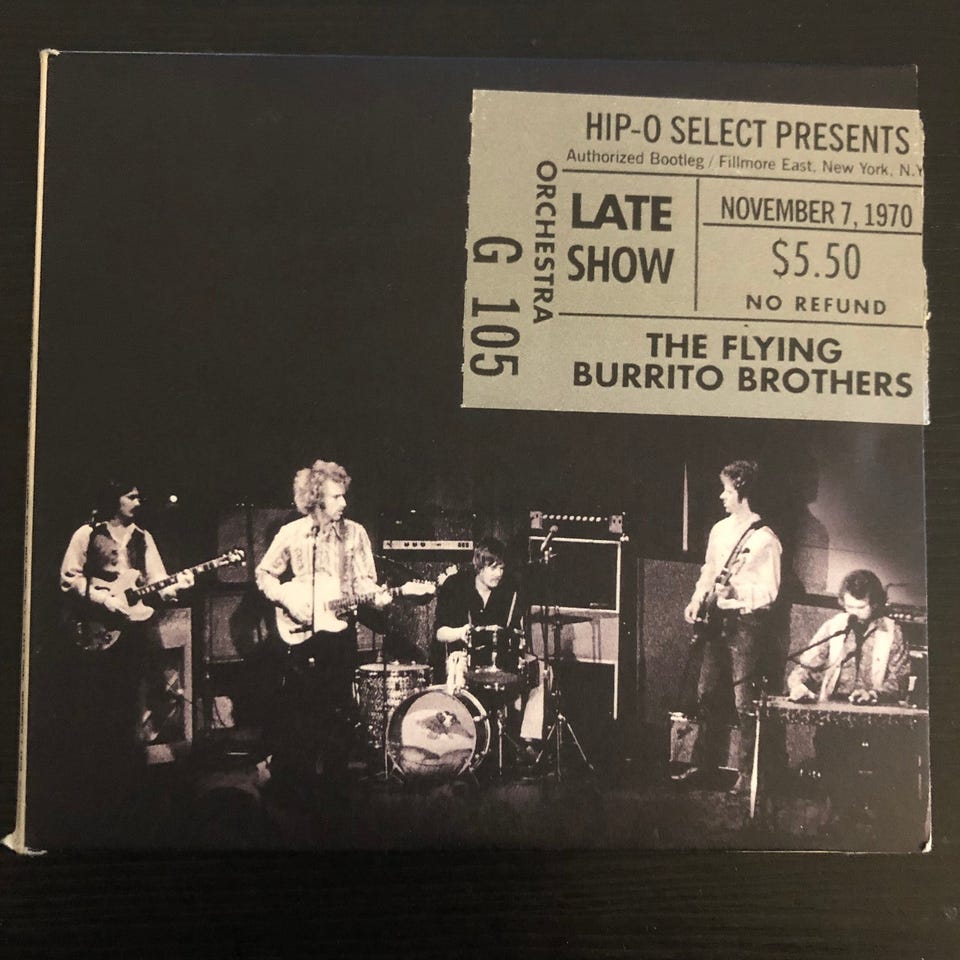 HIP-O SELECT PRESENTS
Authorized Bootleg / Fillmore East, New York, N.Y
ORCHESTRA
G 105
LATE
SHOW
NOVEMBER 7, 1970
$5.50
NO REFUND
THE FLYING
BURRITO BROTHERS